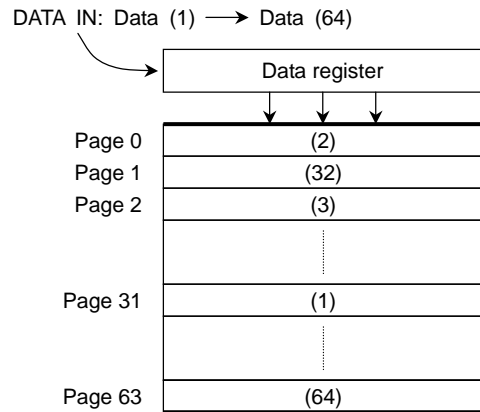 DATA IN: Data (1) → Data (64)
Data register
Page 0 (2)
Page 1 (32)
Page 2 (3)
Page 31 (1)
Page 63 (64)